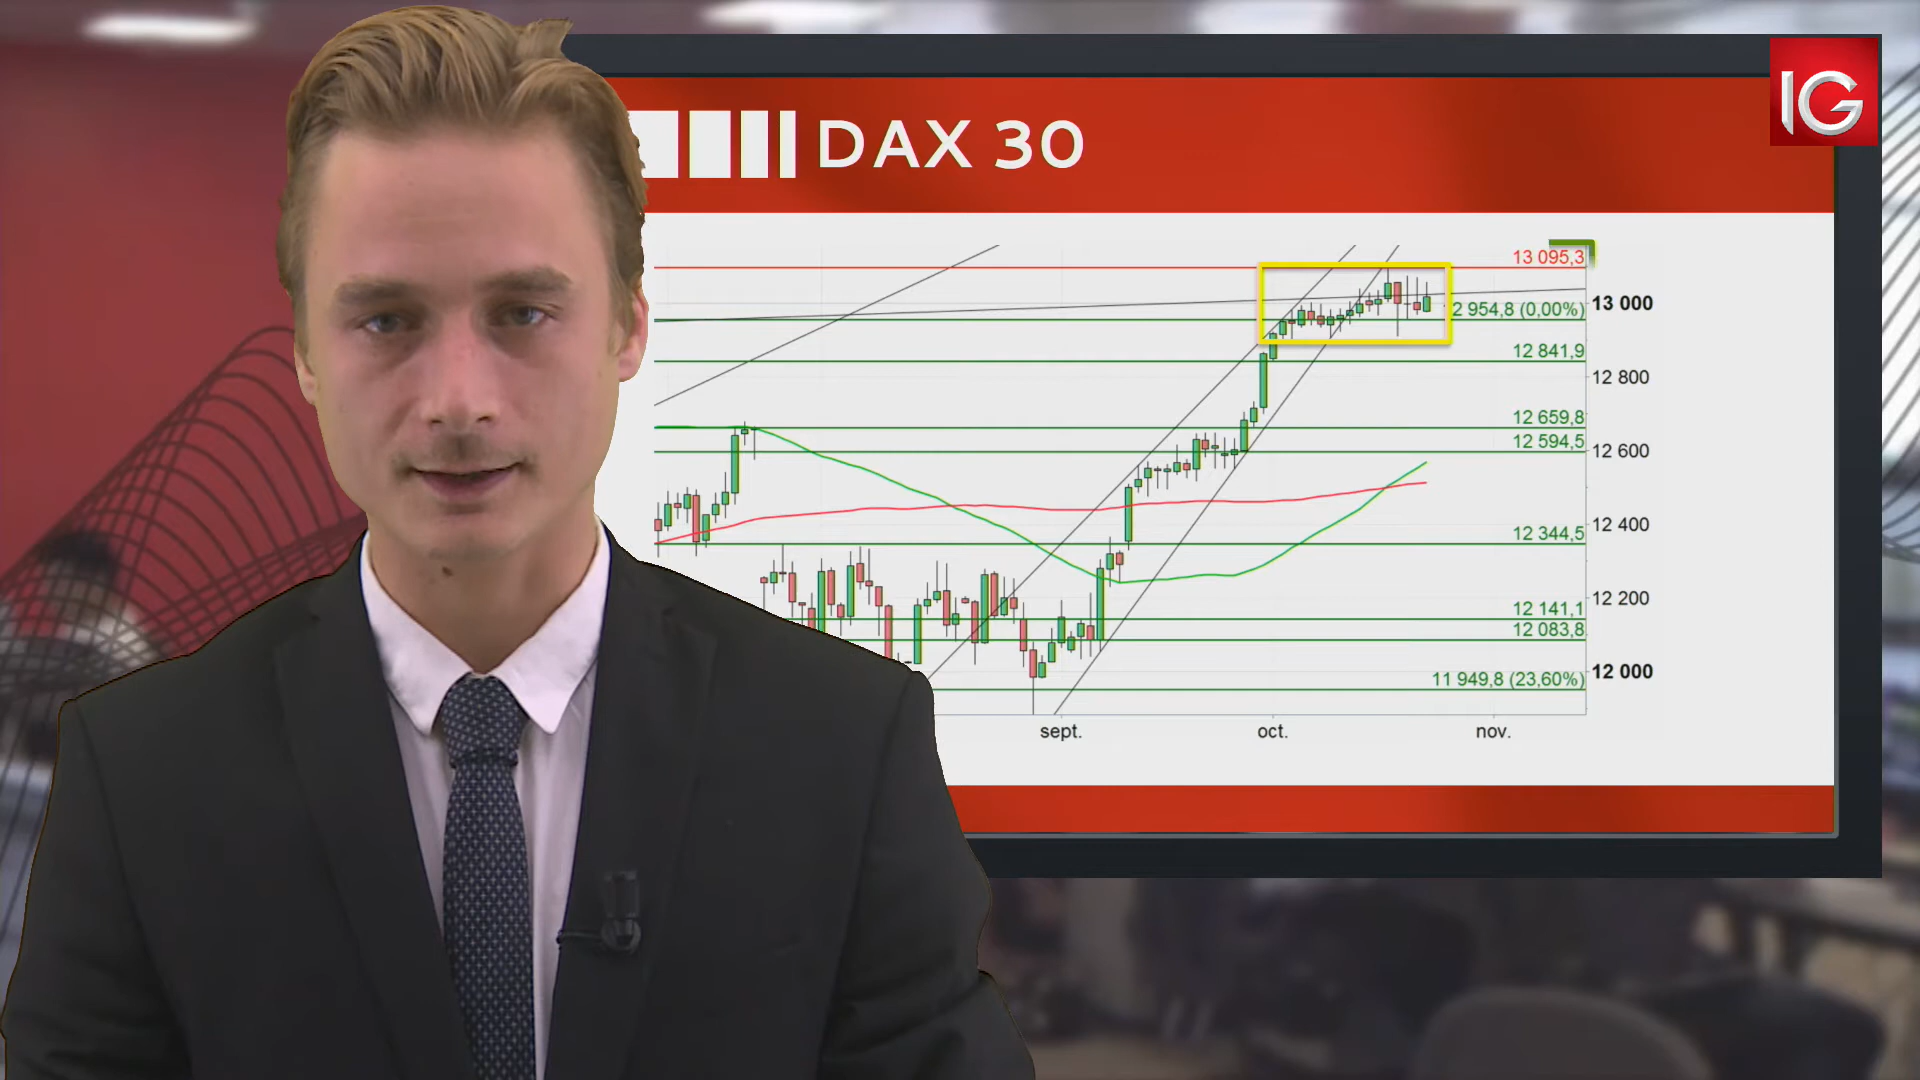 IG
DAX 30
13 095,3
13 000
2 954,8 (0,00%)
12 841,9
12 800
12 659,8
12 594,5
12 600
12 400
12 344,5
12 200
12 141,1
12 083,8
12 000
11 949,8 (23,60%)
sept.
oct.
nov.